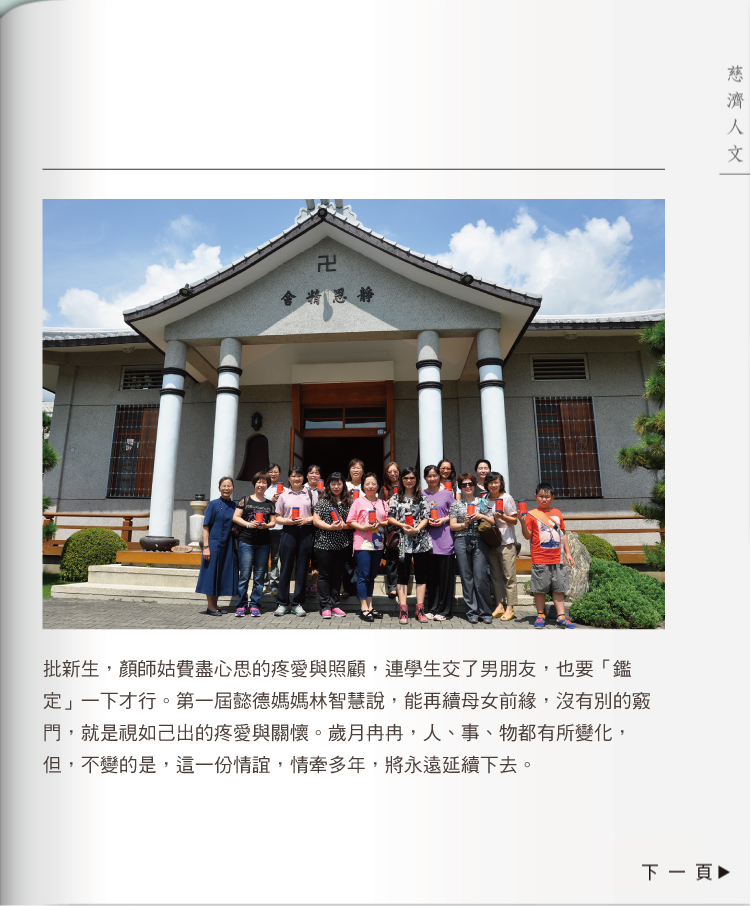 慈濟人文
卍
靜思精舍
批新生，顏師姑費盡心思的疼愛與照顧，連學生交了男朋友，也要「鑑
定」一下才行。第一屆懿德媽媽林智慧說，能再續母女前緣，沒有別的竅
門，就是視如己出的疼愛與關懷。歲月冉冉，人、事、物都有所變化，
但，不變的是，這一份情誼，情牽多年，將永遠延續下去。
下一頁▶